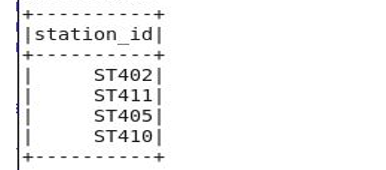 +----------+
|station_id|
+----------+
|     ST402|
|     ST411|
|     ST405|
|     ST410|
+----------+